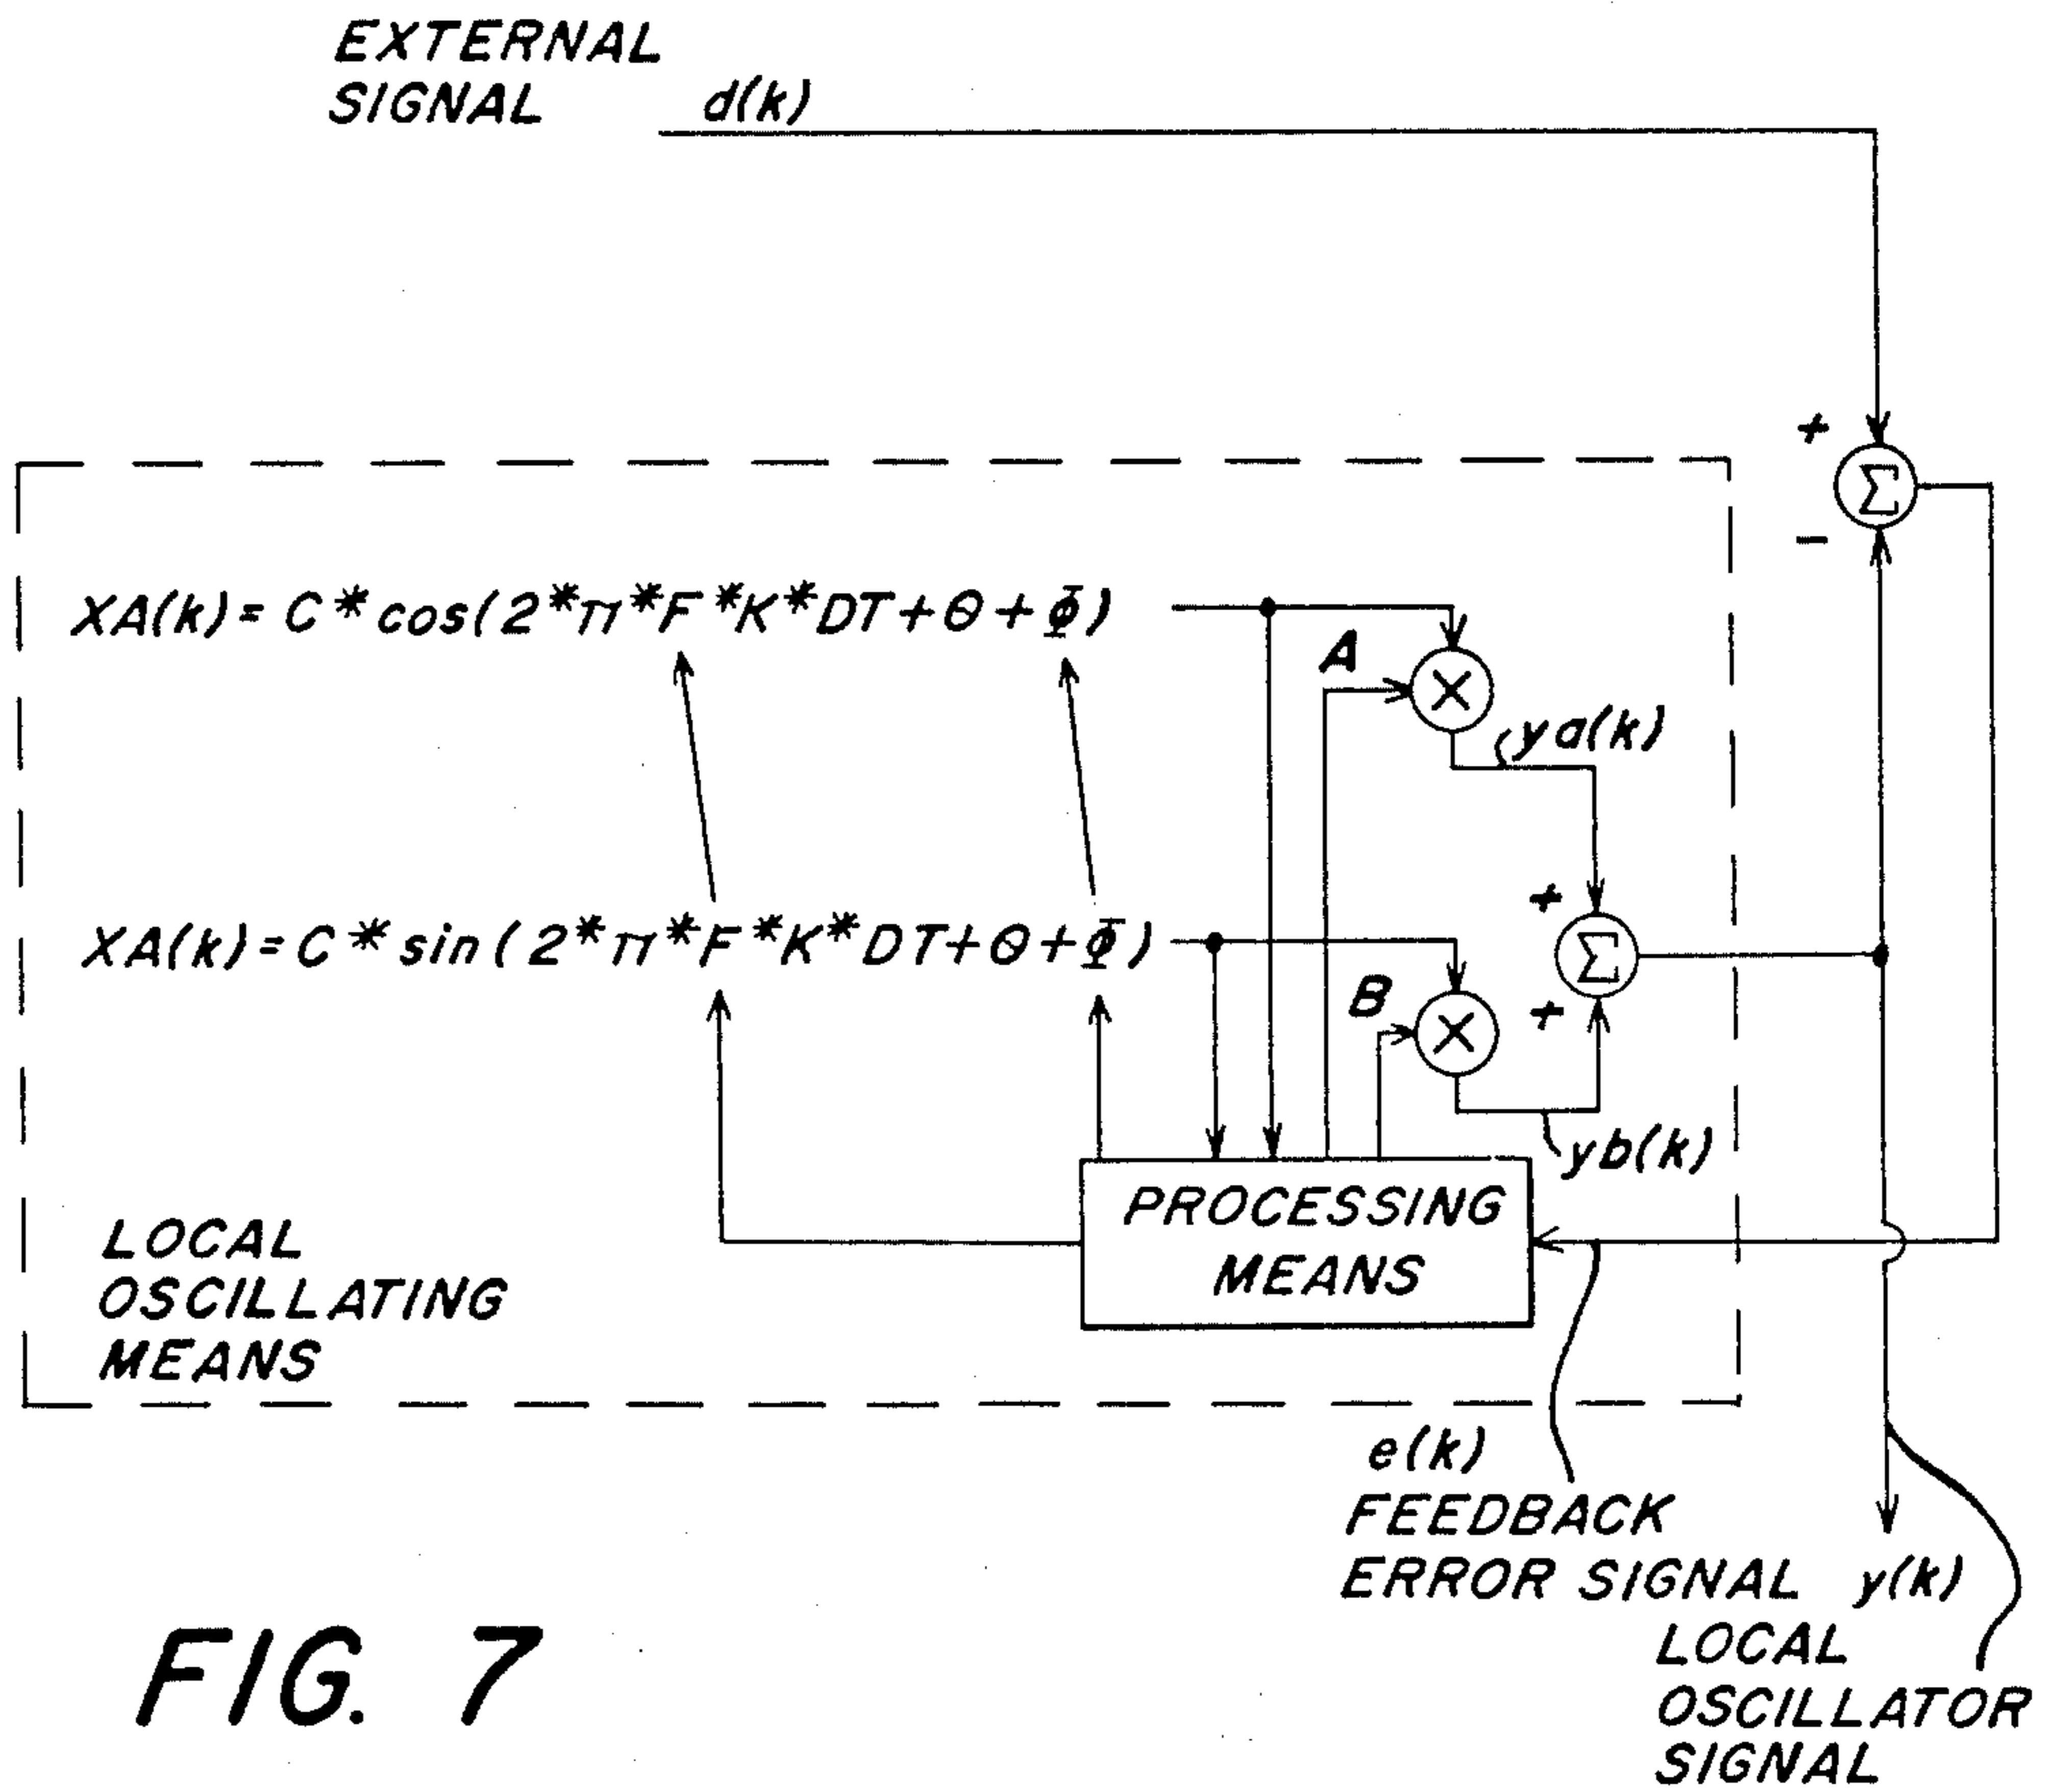 EXTERNAL
SIGNAL
d(k)
+
Σ
−
XA(k)=C*cos(2*π*F*K*DT+Θ+Φ)
A
×
ya(k)
+
Σ
+
XA(k)=C*sin(2*π*F*K*DT+Θ+Φ)
B
×
yb(k)
PROCESSING
MEANS
LOCAL
OSCILLATING
MEANS
e(k)
FEEDBACK
ERROR SIGNAL
y(k)
LOCAL
OSCILLATOR
SIGNAL
FIG. 7